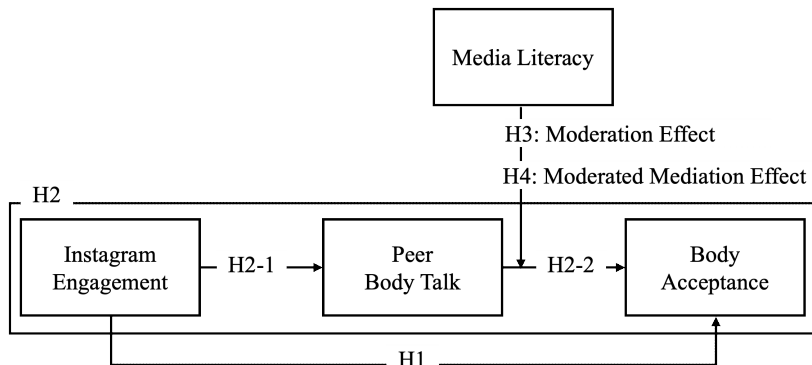 Media Literacy
H3: Moderation Effect
H4: Moderated Mediation Effect
H2
Instagram
Engagement
H2-1
Peer
Body Talk
H2-2
Body
Acceptance
H1